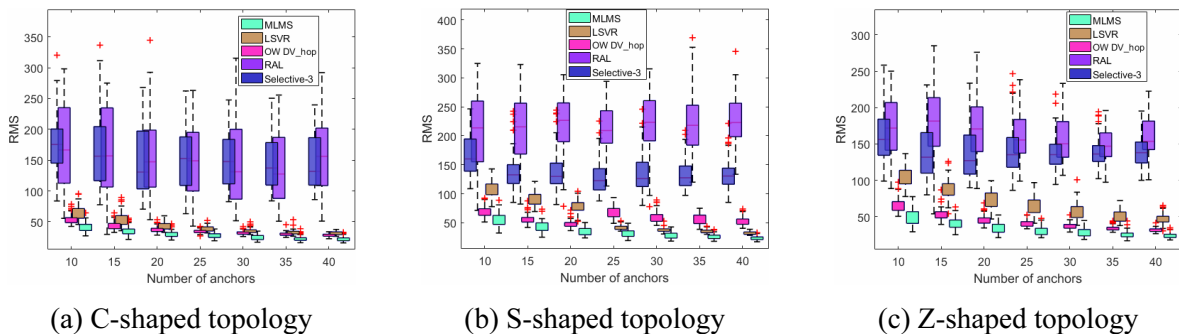 MLMS
LSVR
OW DV_hop
RAL
Selective-3
350
300
250
200
150
100
50
RMS
10 15 20 25 30 35 40
Number of anchors
(a) C-shaped topology
MLMS
LSVR
OW DV_hop
RAL
Selective-3
400
350
300
250
200
150
100
50
0
RMS
10 15 20 25 30 35 40
Number of anchors
(b) S-shaped topology
MLMS
LSVR
OW DV_hop
RAL
Selective-3
300
250
200
150
100
50
0
RMS
10 15 20 25 30 35 40
Number of anchors
(c) Z-shaped topology